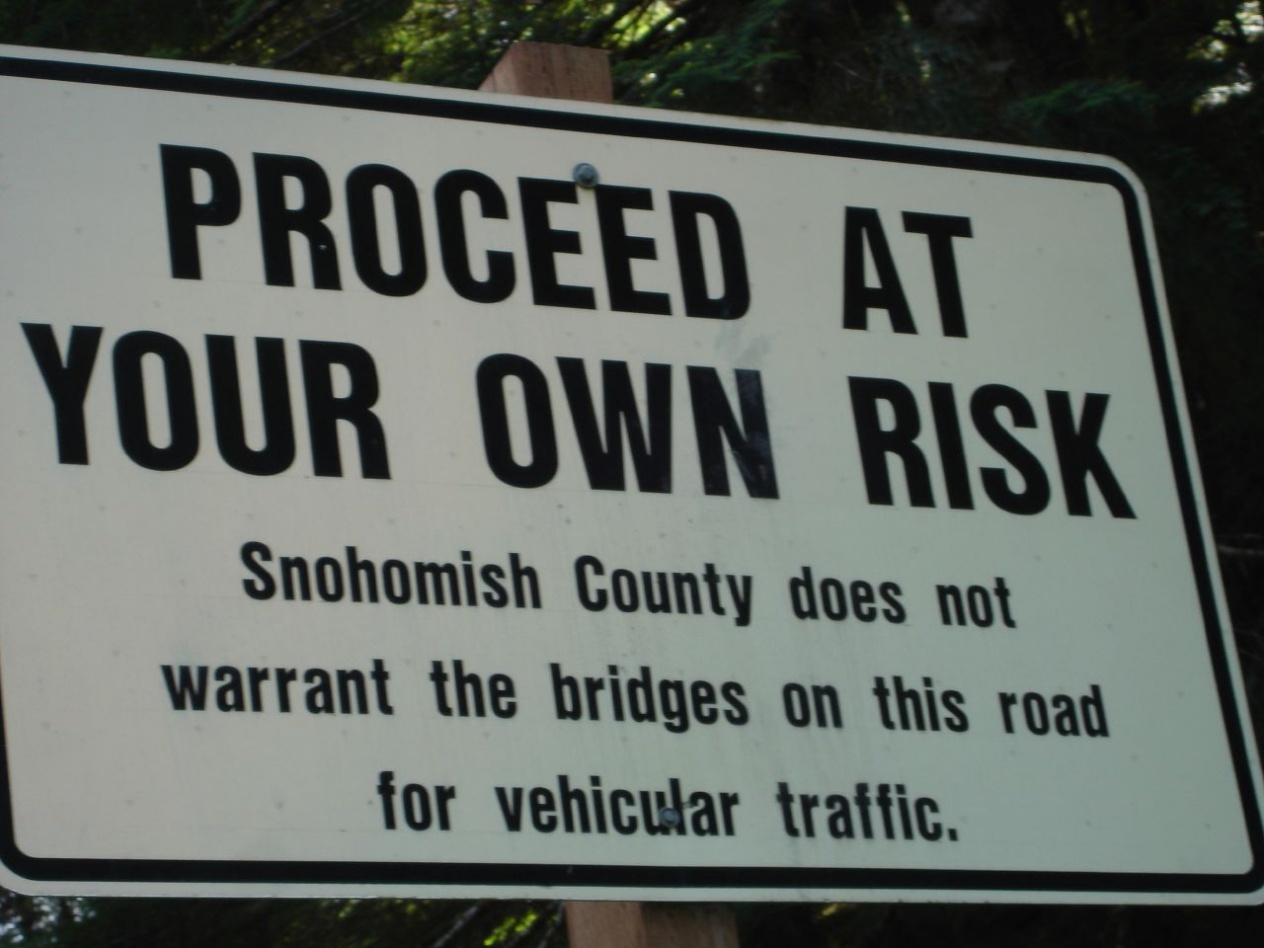 PROCEED AT
YOUR OWN RISK
Snohomish County does not
warrant the bridges on this road
for vehicular traffic.